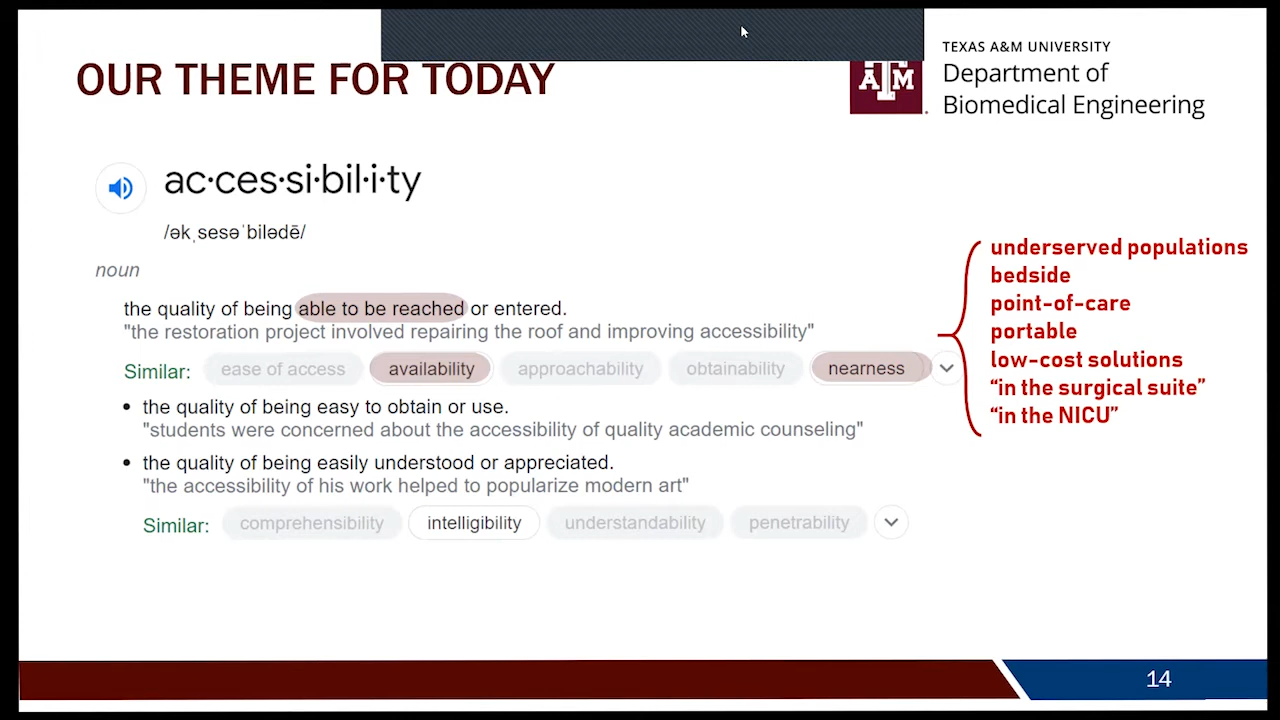 OUR THEME FOR TODAY
ĀM
TEXAS A&M UNIVERSITY
Department of
Biomedical Engineering
ac·ces·si·bil·i·ty
/əkˌsesəˈbilədē/
noun
the quality of being able to be reached or entered.
"the restoration project involved repairing the roof and improving accessibility"
Similar: ease of access availability approachability obtainability nearness
• the quality of being easy to obtain or use.
"students were concerned about the accessibility of quality academic counseling"
• the quality of being easily understood or appreciated.
"the accessibility of his work helped to popularize modern art"
Similar: comprehensibility intelligibility understandability penetrability
underserved populations
bedside
point-of-care
portable
low-cost solutions
“in the surgical suite”
“in the NICU”
14